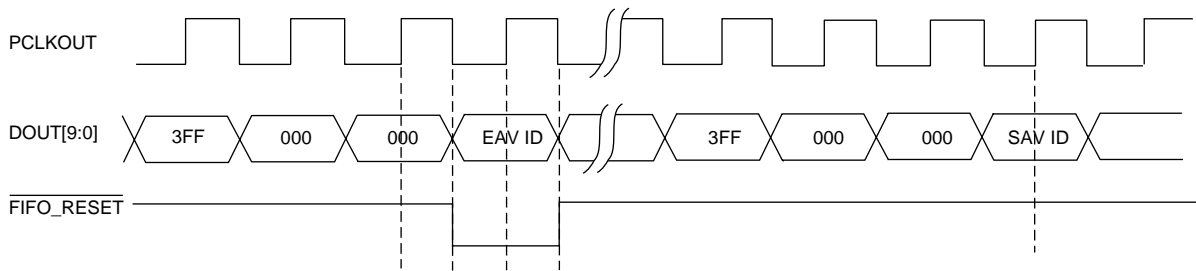 PCLKOUT
DOUT[9:0] 3FF 000 000 EAV ID 3FF 000 000 SAV ID
FIFO_RESET